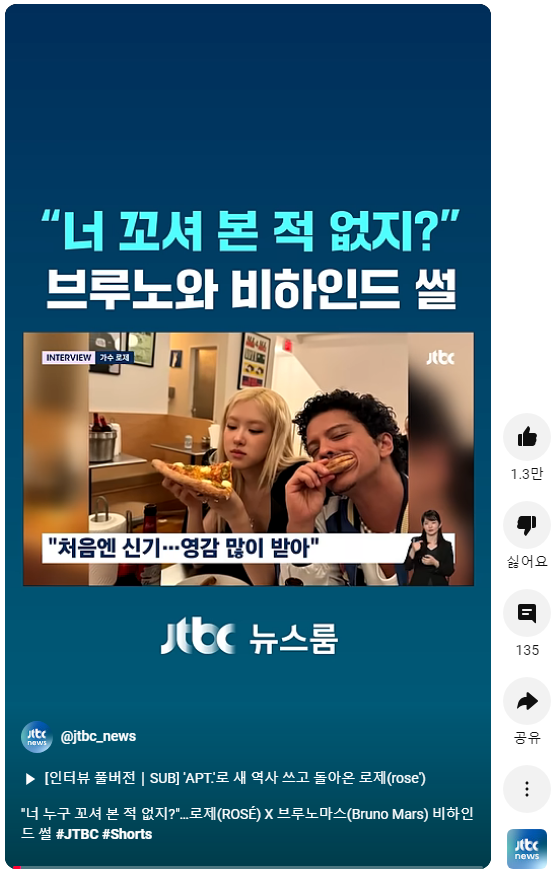 “너 꼬셔 본 적 없지?”
브루노와 비하인드 썰
INTERVIEW 가수 로제
jtbc
"처음엔 신기…영감 많이 받아"
jtbc 뉴스룸
jtbc news
@jtbc_news
▶ [인터뷰 풀버전 | SUB] 'APT.'로 새 역사 쓰고 돌아온 로제(rose')
"너 누구 꼬셔 본 적 없지?"…로제(ROSÉ) X 브루노마스(Bruno Mars) 비하인
드 썰 #JTBC #Shorts
1.3만
싫어요
135
공유
jtbc
news